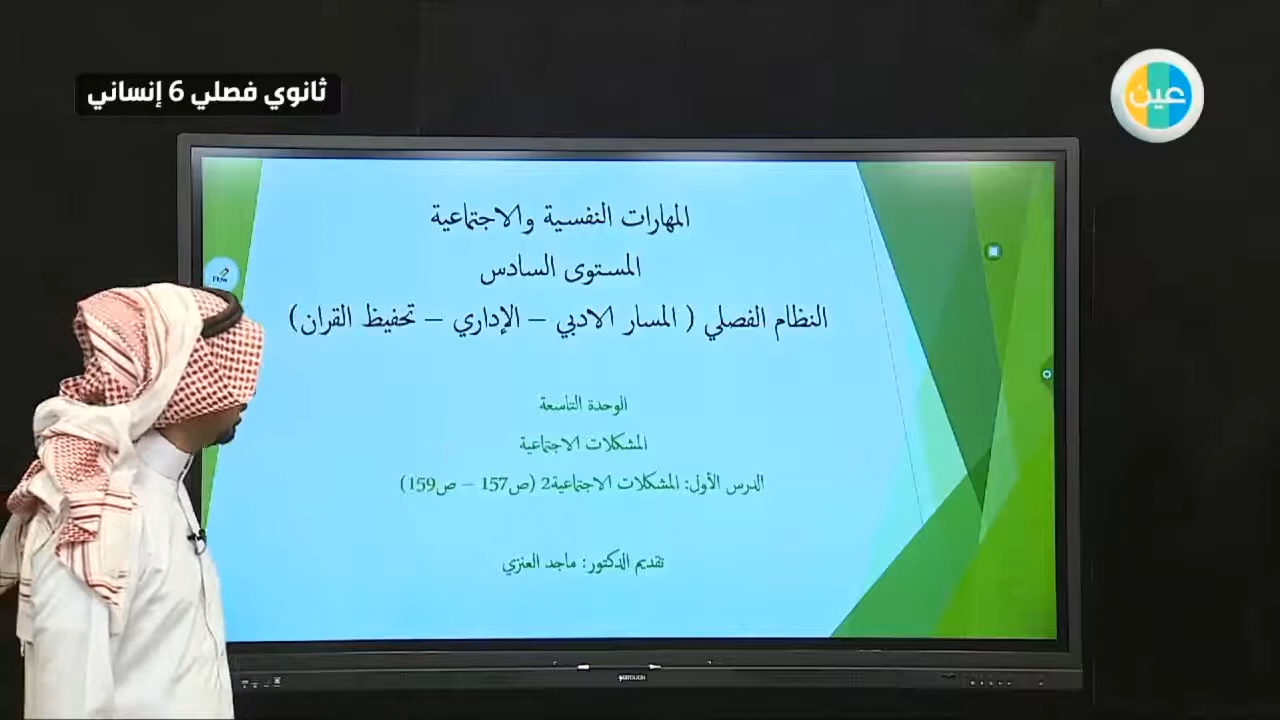 ثانوي فصلي 6 إنساني
عين
المهارات النفسية والاجتماعية
المستوى السادس
النظام الفصلي ( المسار الادبي – الإداري – تحفيظ القران)
الوحدة التاسعة
المشكلات الاجتماعية
الدرس الأول: المشكلات الاجتماعية2 (ص157 – ص159)
تقديم الدكتور: ماجد العنزي